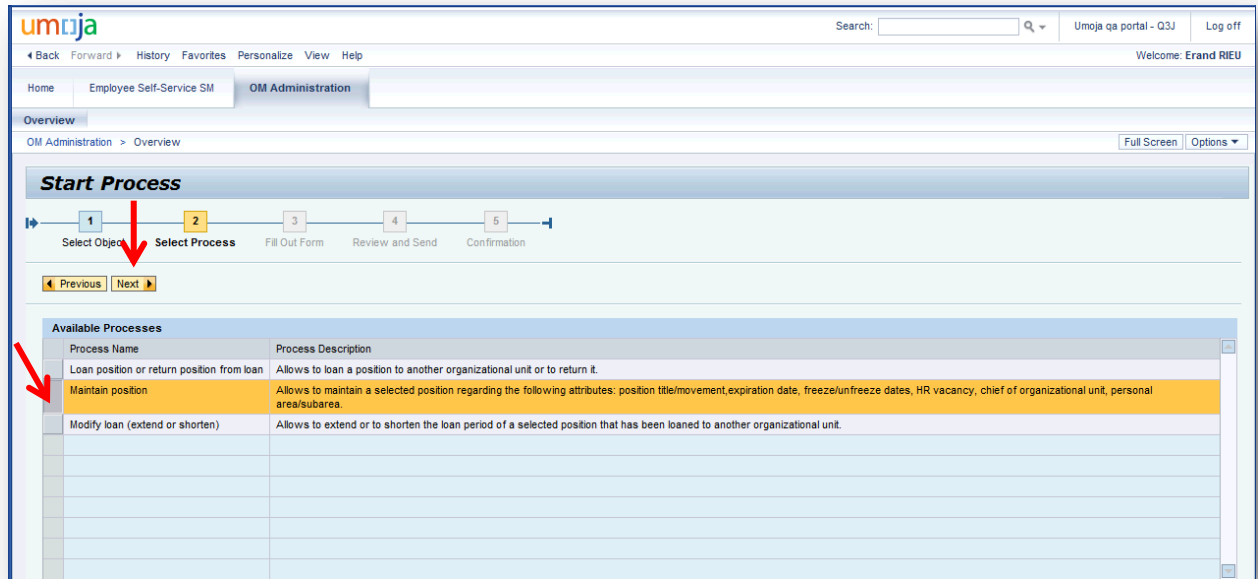 umoja
Search:
Umoja qa portal - Q3J
Log off
Back Forward History Favorites Personalize View Help
Welcome: Erand RIEU
Home Employee Self-Service SM OM Administration
Overview
OM Administration > Overview
Full Screen Options
Start Process
1 2 3 4 5
Select Object Select Process Fill Out Form Review and Send Confirmation
Previous Next
Available Processes
Process Name Process Description
Loan position or return position from loan Allows to loan a position to another organizational unit or to return it.
Maintain position Allows to maintain a selected position regarding the following attributes: position title/movement,expiration date, freeze/unfreeze dates, HR vacancy, chief of organizational unit, personal
area/subarea.
Modify loan (extend or shorten) Allows to extend or to shorten the loan period of a selected position that has been loaned to another organizational unit.